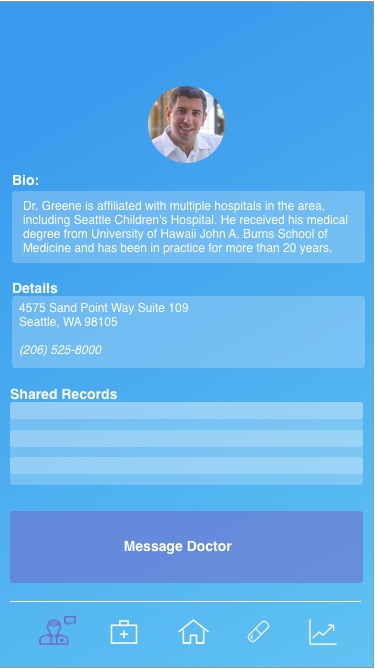 Bio:
Dr. Greene is affiliated with multiple hospitals in the area,
including Seattle Children's Hospital. He received his medical
degree from University of Hawaii John A. Burns School of
Medicine and has been in practice for more than 20 years.
Details
4575 Sand Point Way Suite 109
Seattle, WA 98105
(206) 525-8000
Shared Records
Message Doctor